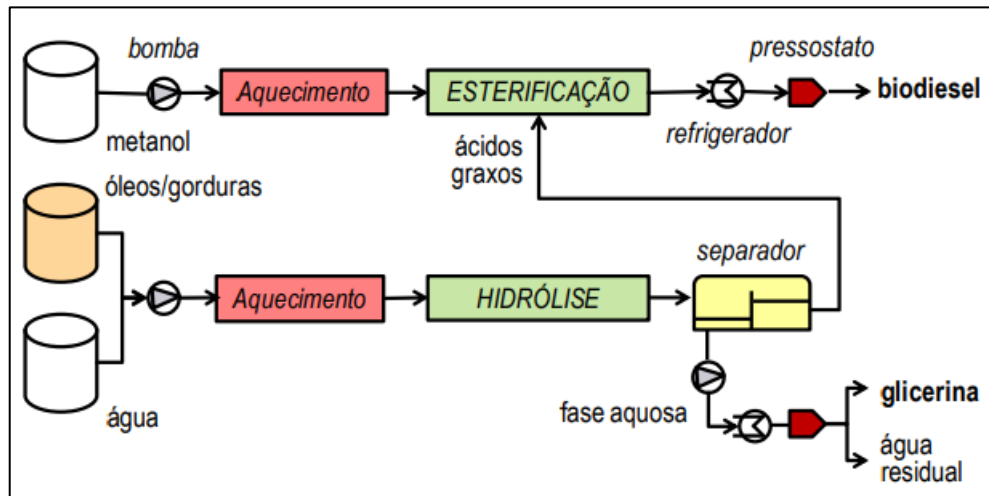 bomba
pressostato
Aquecimento
ESTERIFICAÇÃO
biodiesel
metanol
refrigerador
ácidos
graxos
óleos/gorduras
separador
Aquecimento
HIDRÓLISE
água
fase aquosa
glicerina
água
residual